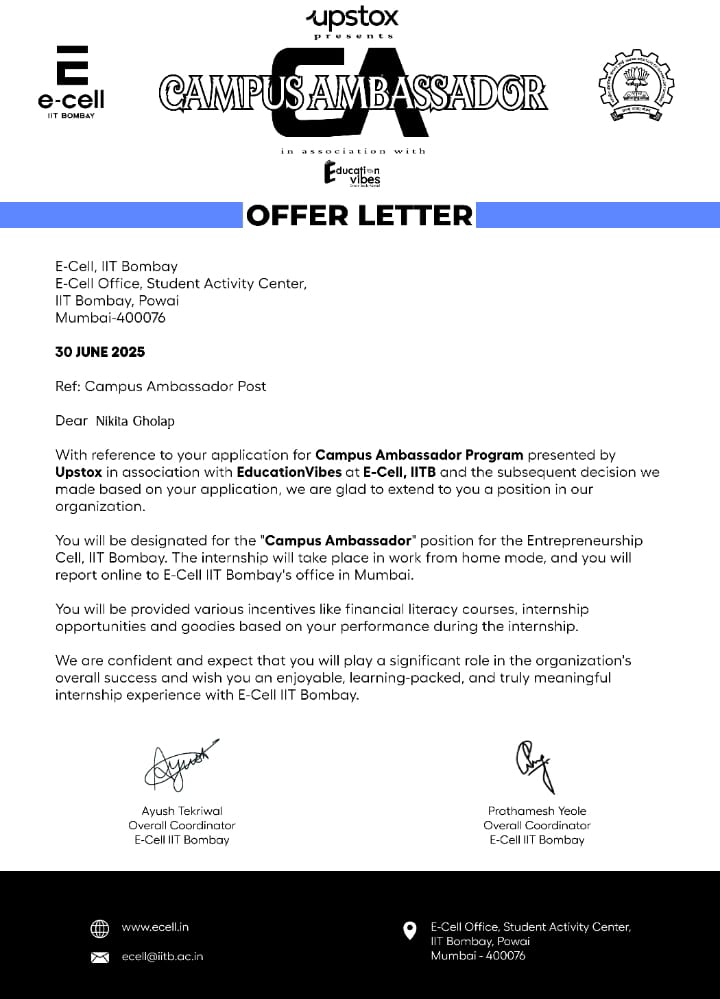 upstox
presents
CA
CAMPUS AMBASSADOR
e-cell
IIT BOMBAY
in association with
Education
vibes
OFFER LETTER
E-Cell, IIT Bombay
E-Cell Office, Student Activity Center,
IIT Bombay, Powai
Mumbai-400076
30 JUNE 2025
Ref: Campus Ambassador Post
Dear Nikita Gholap
With reference to your application for Campus Ambassador Program presented by
Upstox in association with EducationVibes at E-Cell, IITB and the subsequent decision we
made based on your application, we are glad to extend to you a position in our
organization.
You will be designated for the "Campus Ambassador" position for the Entrepreneurship
Cell, IIT Bombay. The internship will take place in work from home mode, and you will
report online to E-Cell IIT Bombay's office in Mumbai.
You will be provided various incentives like financial literacy courses, internship
opportunities and goodies based on your performance during the internship.
We are confident and expect that you will play a significant role in the organization's
overall success and wish you an enjoyable, learning-packed, and truly meaningful
internship experience with E-Cell IIT Bombay.
Ayush
Ayush Tekriwal
Overall Coordinator
E-Cell IIT Bombay
Prathamesh Yeole
Overall Coordinator
E-Cell IIT Bombay
www.ecell.in
ecell@iitb.ac.in
E-Cell Office, Student Activity Center,
IIT Bombay, Powai
Mumbai - 400076